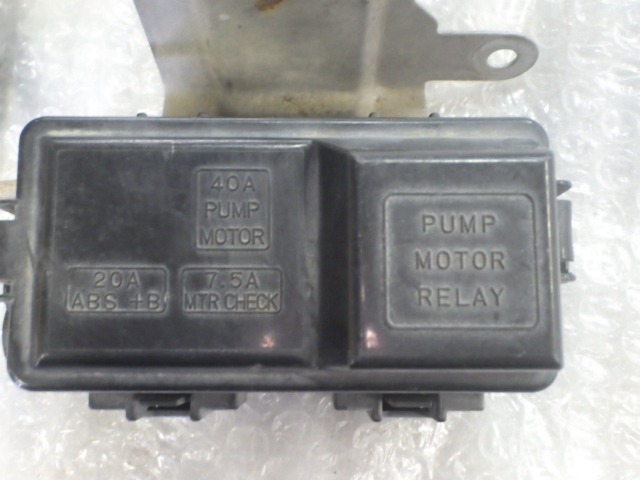 40A
PUMP
MOTOR
20A
ABS +B
7.5A
MTR CHECK
PUMP
MOTOR
RELAY